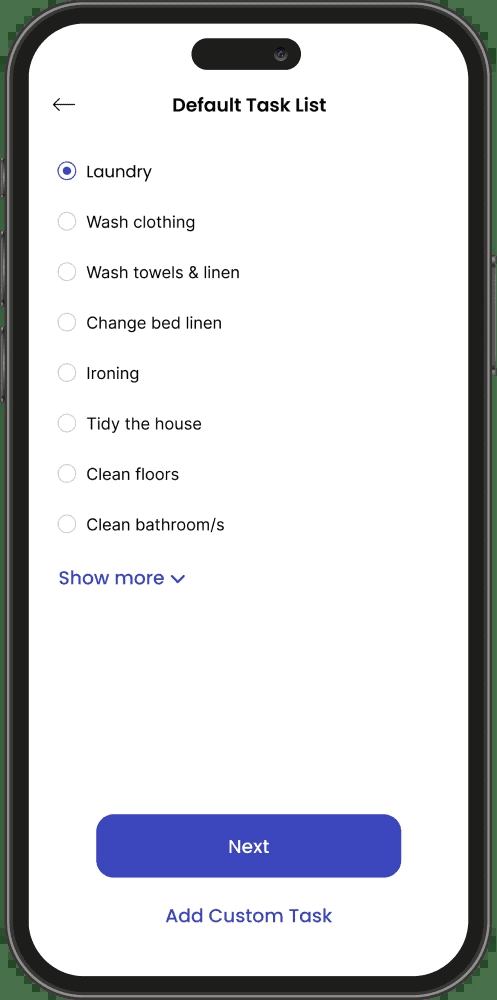 Default Task List
Laundry
Wash clothing
Wash towels & linen
Change bed linen
Ironing
Tidy the house
Clean floors
Clean bathroom/s
Show more
Next
Add Custom Task